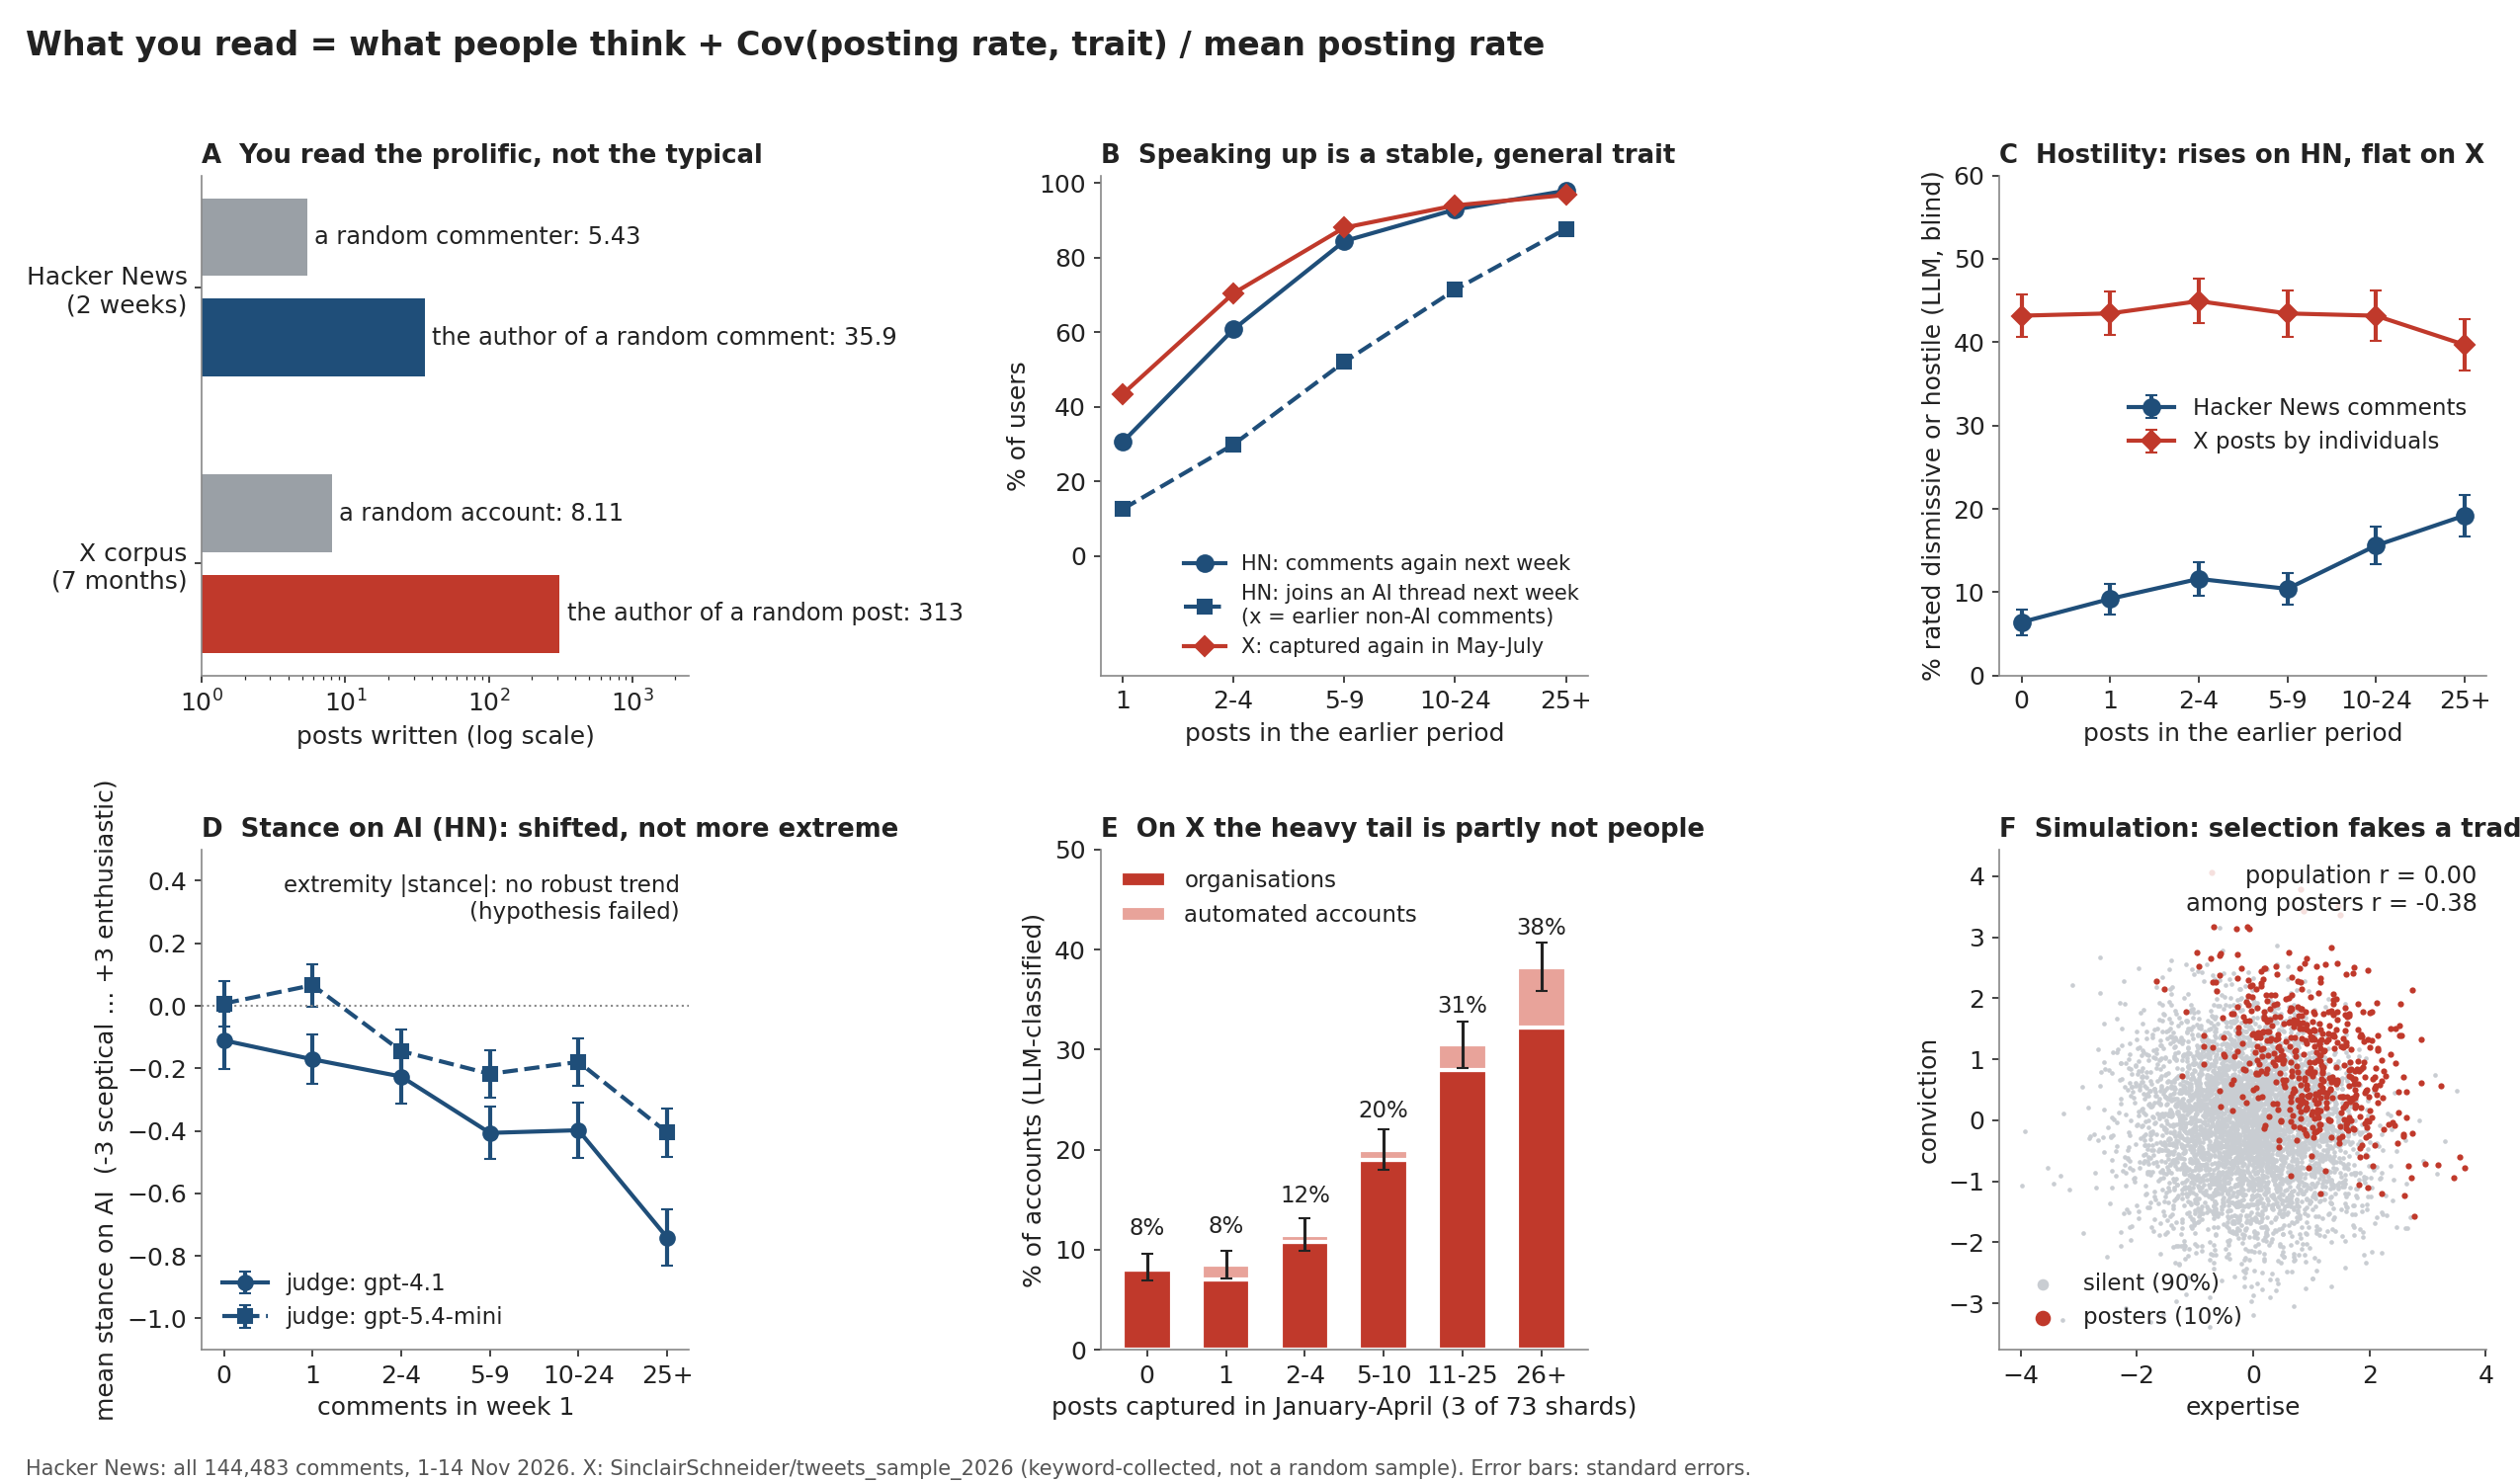 What you read = what people think + Cov(posting rate, trait) / mean posting rate
A You read the prolific, not the typical
Hacker News
(2 weeks)
a random commenter: 5.43
the author of a random comment: 35.9
X corpus
(7 months)
a random account: 8.11
the author of a random post: 313
10⁰ 10¹ 10² 10³
posts written (log scale)
B Speaking up is a stable, general trait
% of users
100
80
60
40
20
0
HN: comments again next week
HN: joins an AI thread next week
(x = earlier non-AI comments)
X: captured again in May-July
1 2-4 5-9 10-24 25+
posts in the earlier period
C Hostility: rises on HN, flat on X
% rated dismissive or hostile (LLM, blind)
60
50
40
30
20
10
0
Hacker News comments
X posts by individuals
0 1 2-4 5-9 10-24 25+
posts in the earlier period
D Stance on AI (HN): shifted, not more extreme
mean stance on AI (-3 sceptical ... +3 enthusiastic)
extremity |stance|: no robust trend
(hypothesis failed)
0.4
0.2
0.0
−0.2
−0.4
−0.6
−0.8
−1.0
judge: gpt-4.1
judge: gpt-5.4-mini
0 1 2-4 5-9 10-24 25+
comments in week 1
E On X the heavy tail is partly not people
% of accounts (LLM-classified)
50
40
30
20
10
0
organisations
automated accounts
8% 8% 12% 20% 31% 38%
0 1 2-4 5-10 11-25 26+
posts captured in January-April (3 of 73 shards)
F Simulation: selection fakes a trad
population r = 0.00
among posters r = -0.38
conviction
4
3
2
1
0
−1
−2
−3
silent (90%)
posters (10%)
−4 −2 0 2 4
expertise
Hacker News: all 144,483 comments, 1-14 Nov 2026. X: SinclairSchneider/tweets_sample_2026 (keyword-collected, not a random sample). Error bars: standard errors.